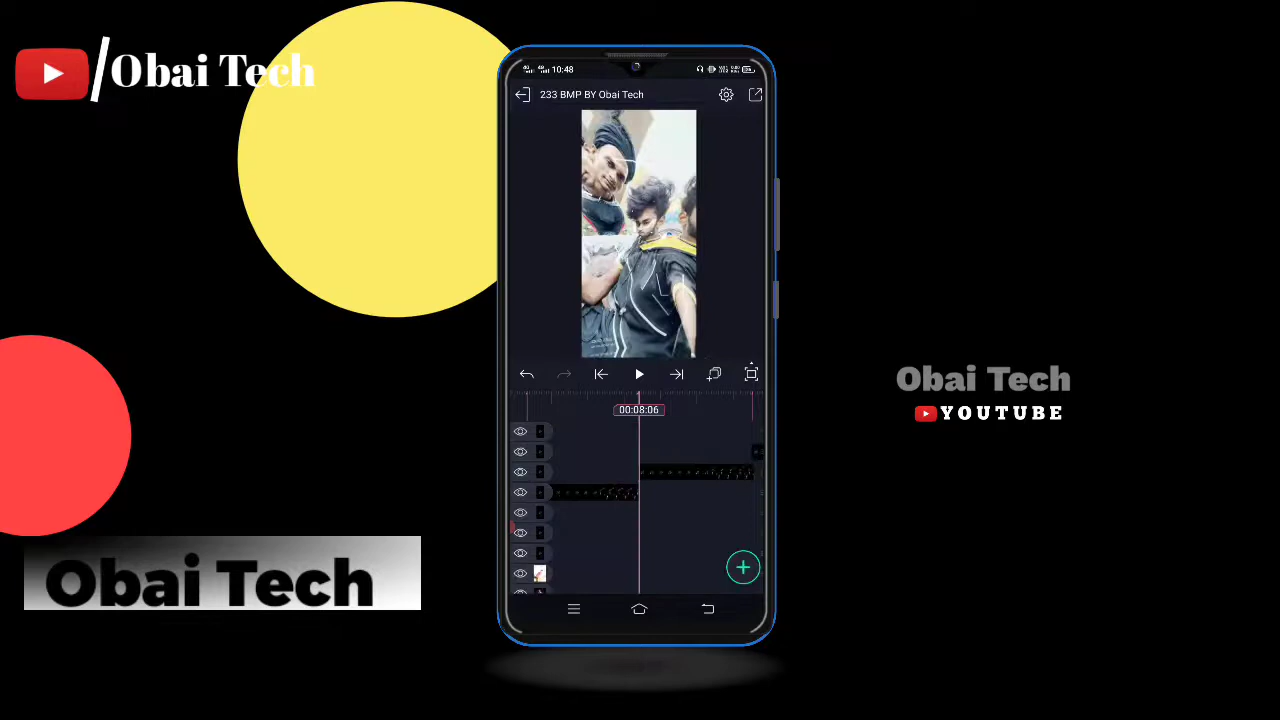 /Obai Tech
10:48
233 BMP BY Obai Tech
00:08:06
Obai Tech
YOUTUBE
Obai Tech